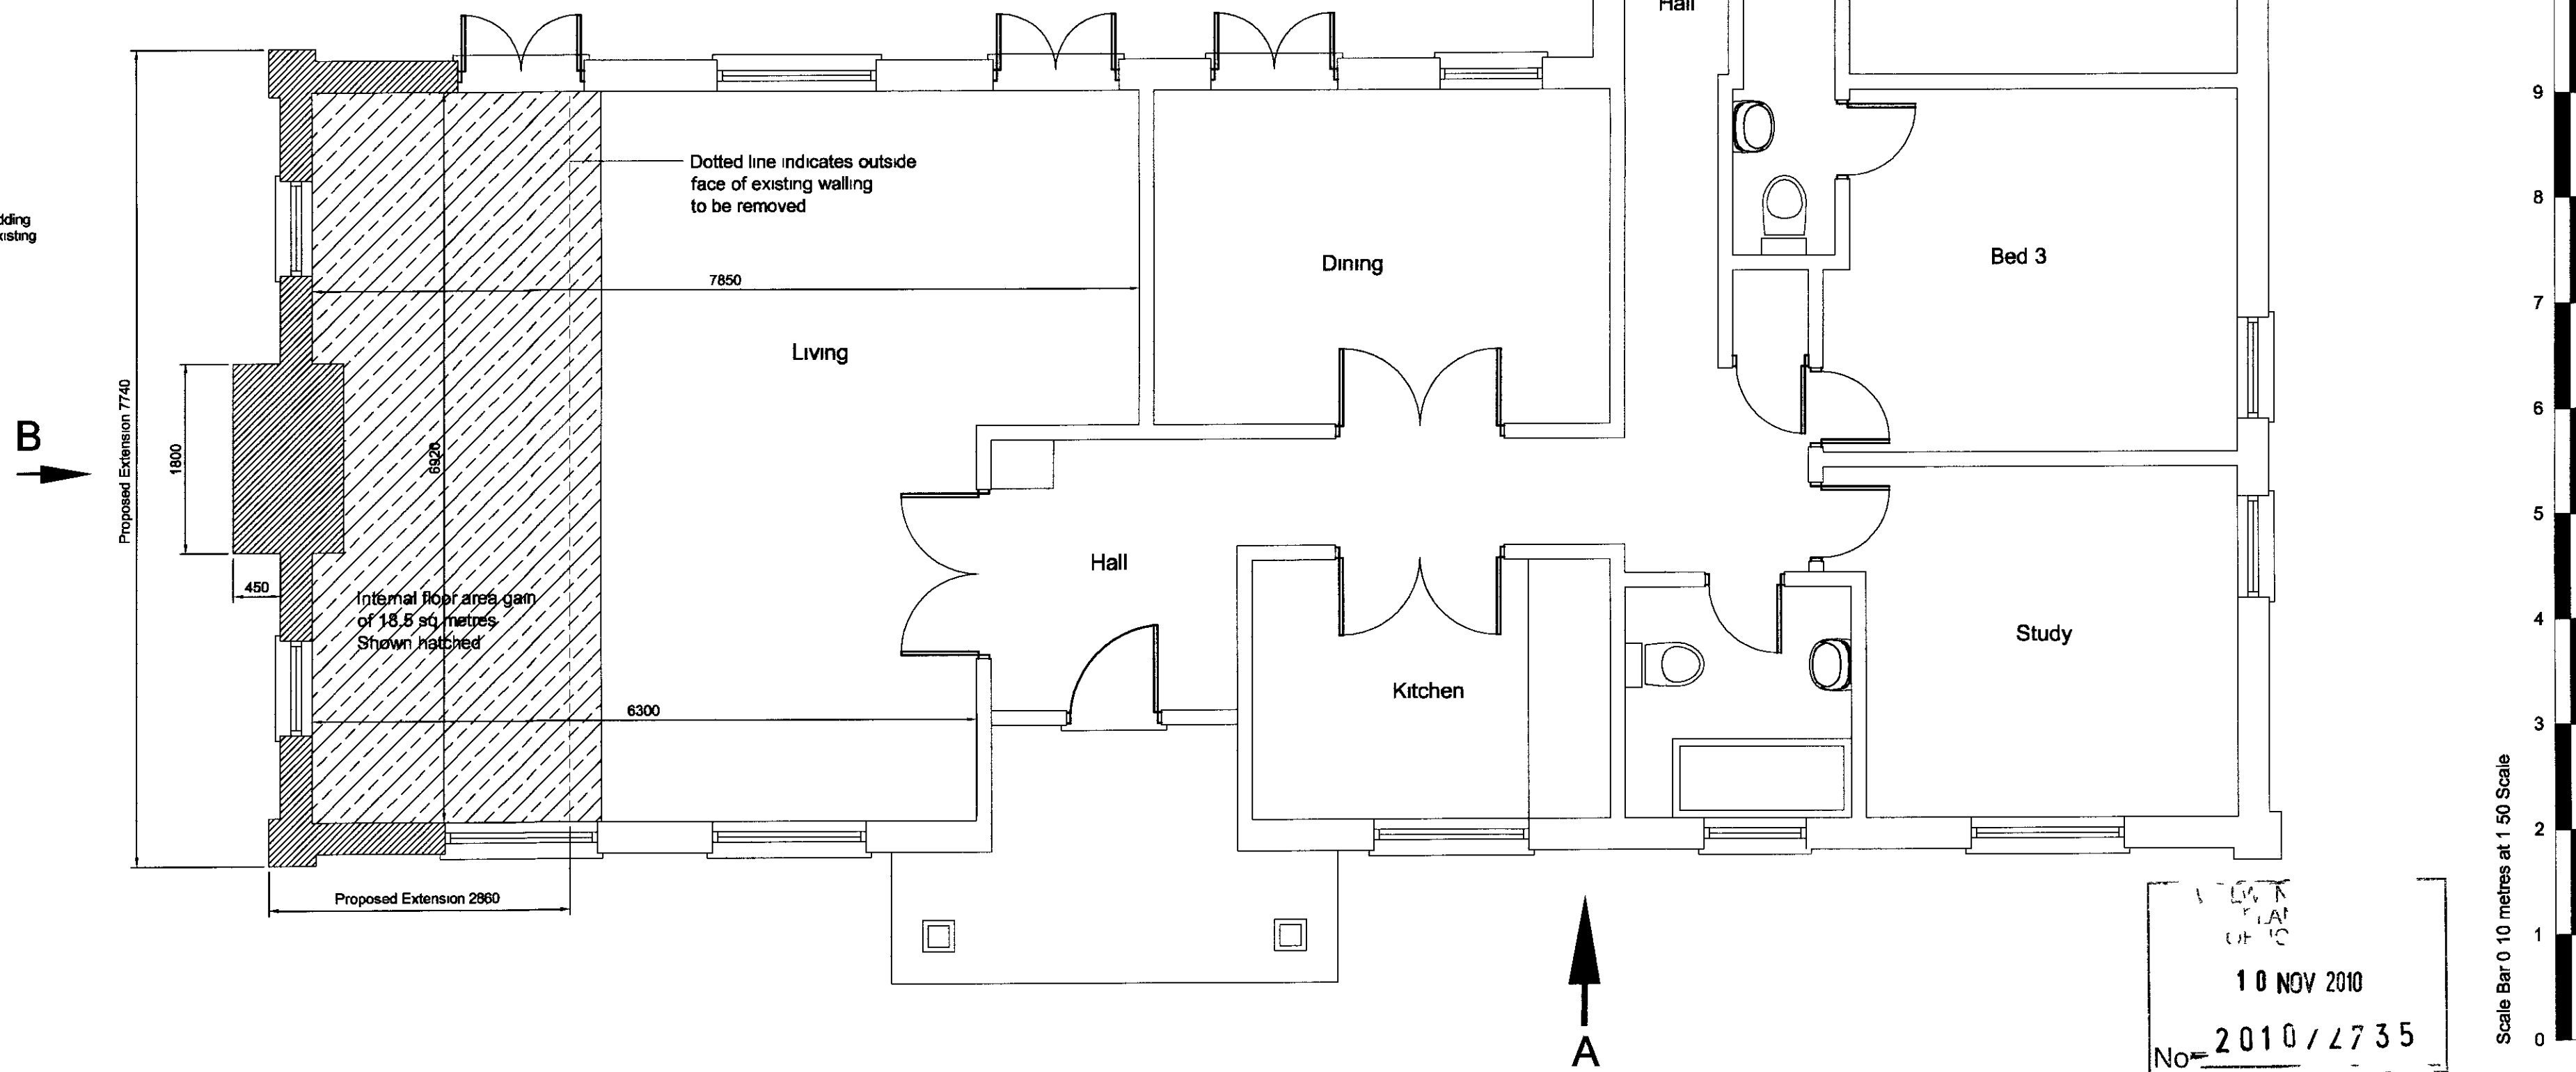 Hall
9
Dotted line indicates outside
face of existing walling
to be removed
dding
xisting
8
Bed 3
Dining
7850
7
Living
6
B
Proposed Extension 7740
1800
6920
5
Hall
450
Internal floor area gain
of 18.5 sq metres
Shown hatched
4
Study
Kitchen
6300
3
2
Proposed Extension 2860
Scale Bar 0 10 metres at 1 50 Scale
1
10 NOV 2010
A
No= 2010/2735
0